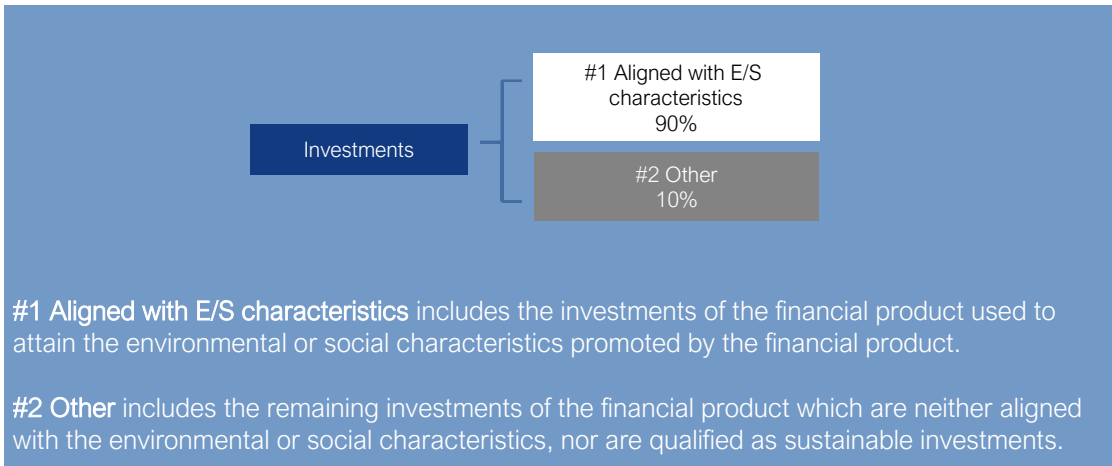 #1 Aligned with E/S
characteristics
90%
Investments
#2 Other
10%
#1 Aligned with E/S characteristics includes the investments of the financial product used to
attain the environmental or social characteristics promoted by the financial product.
#2 Other includes the remaining investments of the financial product which are neither aligned
with the environmental or social characteristics, nor are qualified as sustainable investments.